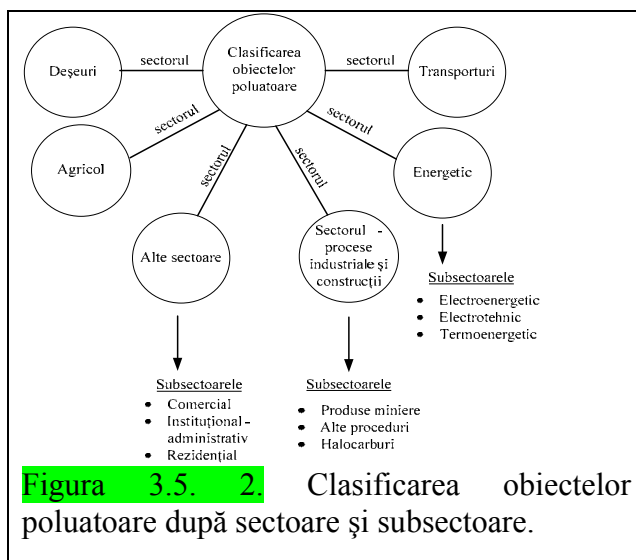 Clasificarea
obiectelor
poluatoare
Deşeuri
sectorul
sectorul
Transporturi
sectorul
Agricol
sectorul
Energetic
sectorul
Alte sectoare
sectorul
Sectorul -
procese
industriale şi
construcţii
Subsectoarele
• Electroenergetic
• Electrotehnic
• Termoenergetic
Subsectoarele
• Comercial
• Instituţional-
administrativ
• Rezidenţial
Subsectoarele
• Produse miniere
• Alte proceduri
• Halocarburi
Figura 3.5. 2. Clasificarea obiectelor
poluatoare după sectoare şi subsectoare.